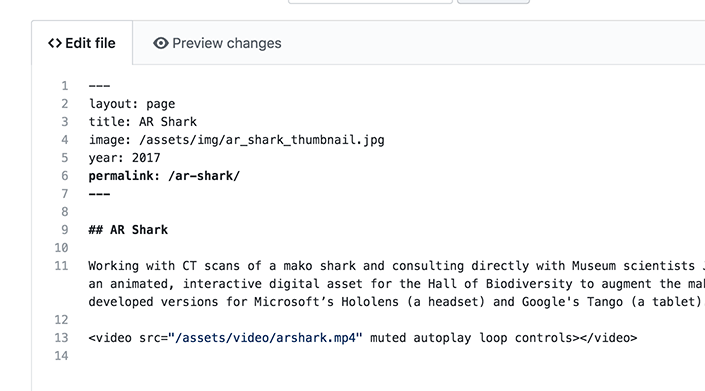 <> Edit file
Preview changes
1 ---
2 layout: page
3 title: AR Shark
4 image: /assets/img/ar_shark_thumbnail.jpg
5 year: 2017
6 permalink: /ar-shark/
7 ---
8
9 ## AR Shark
10
11 Working with CT scans of a mako shark and consulting directly with Museum scientists
an animated, interactive digital asset for the Hall of Biodiversity to augment the
developed versions for Microsoft’s Hololens (a headset) and Google's Tango (a tablet)
12
13 <video src="/assets/video/arshark.mp4" muted autoplay loop controls></video>
14